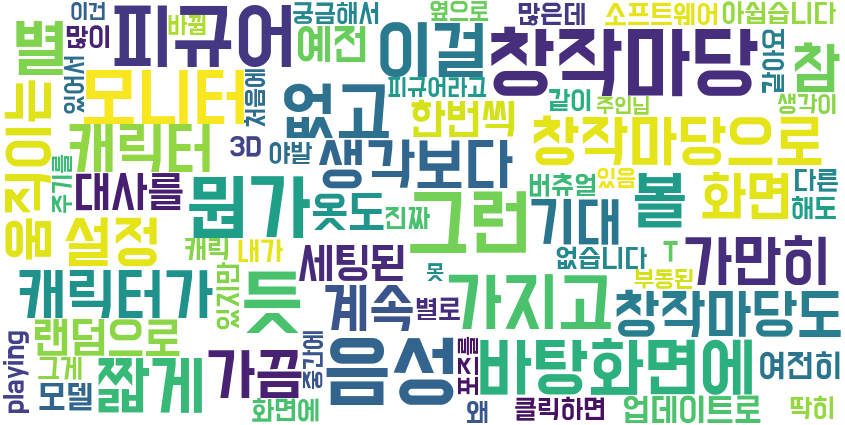 이건
바뀜
많이
별
피규어
궁금해서
예전
옆으로
이걸
많은데
소프트웨어
아쉽습니다
창작마당
참
같아요
있어서
모니터
처음에
없고
피규어라고
한번씩
같이
주인님
생각이
움직이는
캐릭터
3D
야발
생각보다
창작마당으로
주기를
대사를
뭔가
옷도
진짜
그런
버츄얼
있음
기대
볼
화면
다른
해도
설정
캐릭
내가
세팅된
못
없습니다
T
가만히
부동된
캐릭터가
있지만
듯
계속
별로
가지고
창작마당도
playing
랜덤으로
그게
모델
짧게
가끔
중간에
음성
포즈를
바탕화면에
여전히
화면에
왜
클릭하면
업데이트로
딱히